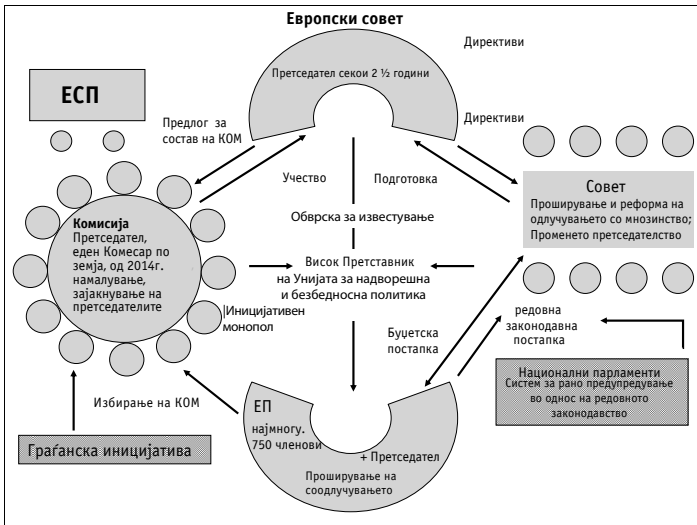 Европски совет
Директиви
Претседател секои 2 ½ години
ЕСП
Предлог за
состав на КОМ
Директиви
Учество
Подготовка
Совет
Проширување и реформа на
одлучувањето со мнозинство;
Променето претседателство
Обврска за известување
Комисија
Претседател,
еден Комесар по
земја, од 2014г.
намалување,
зајакнување на
претседателите
Висок Претставник
на Унијата за надворешна
и безбедносна политика
|Иницијативен
монопол
Буџетска
постапка
редовна
законодавна
постапка
Национални парламенти
Систем за рано предупредување
во однос на редовното
законодавство
Избирање на КОМ
ЕП
најмногу.
750 членови
+ Претседател
Проширување на
соодлучувањето
Граѓанска иницијатива